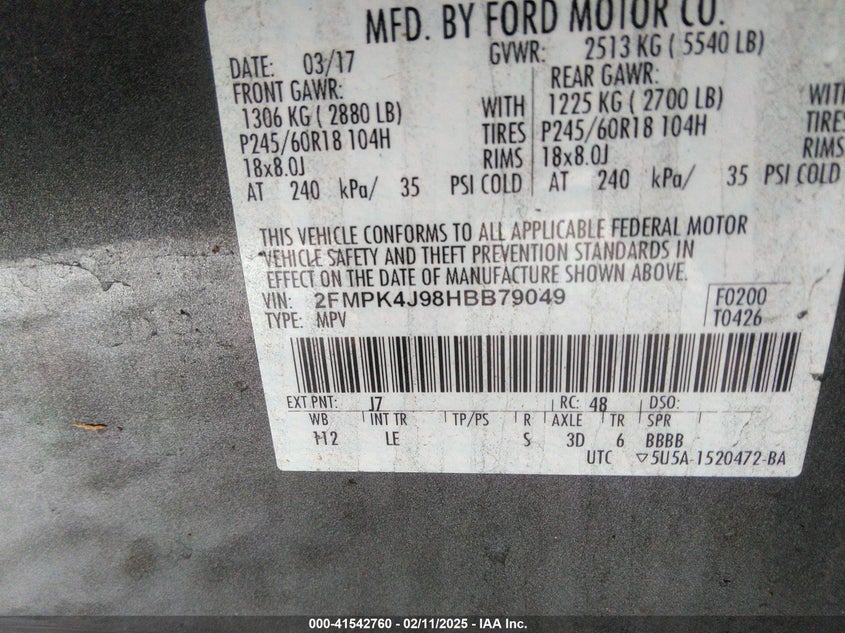 MFD. BY FORD MOTOR CO.
DATE: 03/17 GVWR: 2513 KG ( 5540 LB)
FRONT GAWR: REAR GAWR:
1306 KG ( 2880 LB) WITH 1225 KG ( 2700 LB) WITH
P245/60R18 104H TIRES P245/60R18 104H TIRES
18x8.0J RIMS 18x8.0J RIMS
AT 240 kPa/ 35 PSI COLD AT 240 kPa/ 35 PSI COLD
THIS VEHICLE CONFORMS TO ALL APPLICABLE FEDERAL MOTOR
VEHICLE SAFETY AND THEFT PREVENTION STANDARDS IN
EFFECT ON THE DATE OF MANUFACTURE SHOWN ABOVE.
VIN: 2FMPK4J98HBB79049 F0200
TYPE: MPV T0426
EXT PNT: J7 RC: 48 DSO:
WB INT TR TP/PS R AXLE TR SPR
112 LE S 3D 6 BBBB
UTC ▽5U5A-1520472-BA
000-41542760 - 02/11/2025 - IAA Inc.